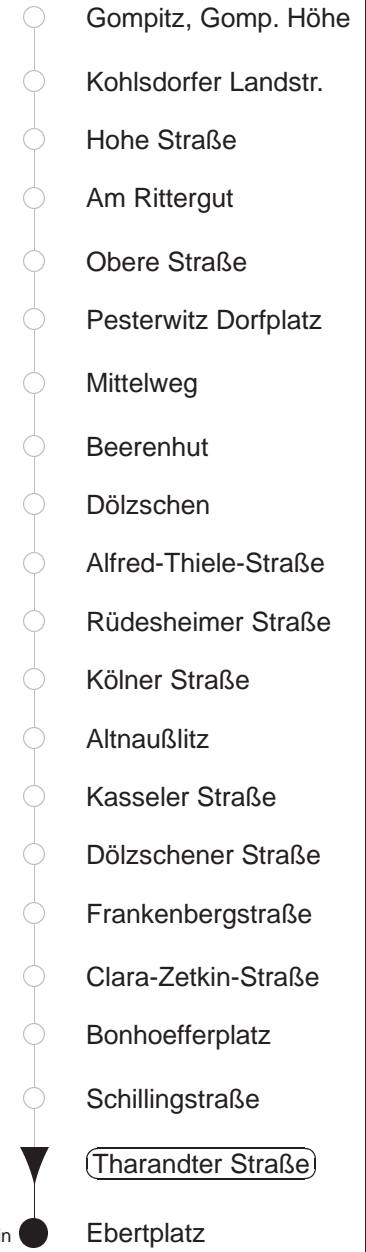 Gompitz, Gomp. Höhe
Kohlsdorfer Landstr.
Hohe Straße
Am Rittergut
Obere Straße
Pesterwitz Dorfplatz
Mittelweg
Beerenhut
Dölzschen
Alfred-Thiele-Straße
Rüdesheimer Straße
Kölner Straße
Altnaußlitz
Kasseler Straße
Dölzschener Straße
Frankenbergstraße
Clara-Zetkin-Straße
Bonhoefferplatz
Schillingstraße
Tharandter Straße
in Ebertplatz